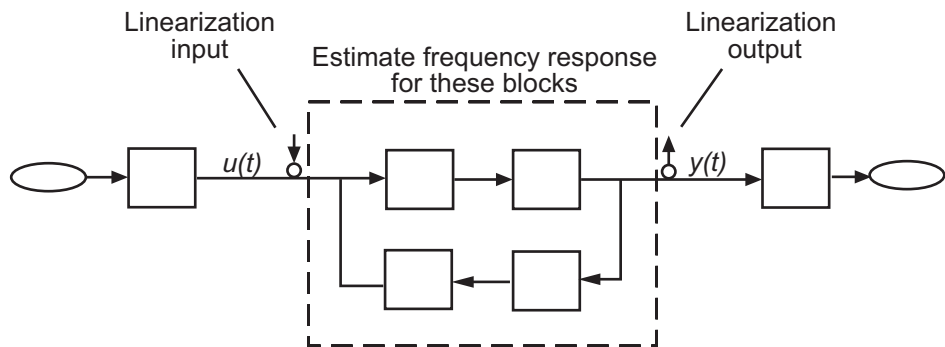 Linearization
input
Estimate frequency response
for these blocks
Linearization
output
u(t)
y(t)